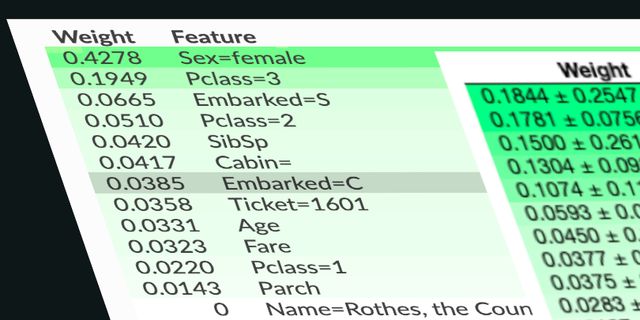 Weight Feature
0.4278 Sex=female
0.1949 Pclass=3
0.0665 Embarked=S
0.0510 Pclass=2
0.0420 SibSp
0.0417 Cabin=
0.0385 Embarked=C
0.0358 Ticket=1601
0.0331 Age
0.0323 Fare
0.0220 Pclass=1
0.0143 Parch
0 Name=Rothes, the Coun
Weight
0.1844 ± 0.2547
0.1781 ± 0.0756
0.1500 ± 0.261
0.1304 ± 0.09
0.1074 ± 0.1
0.0593 ± 0.0
0.0450 ± 0.
0.0377 ± 0
0.0375 ±
0.0283 ±